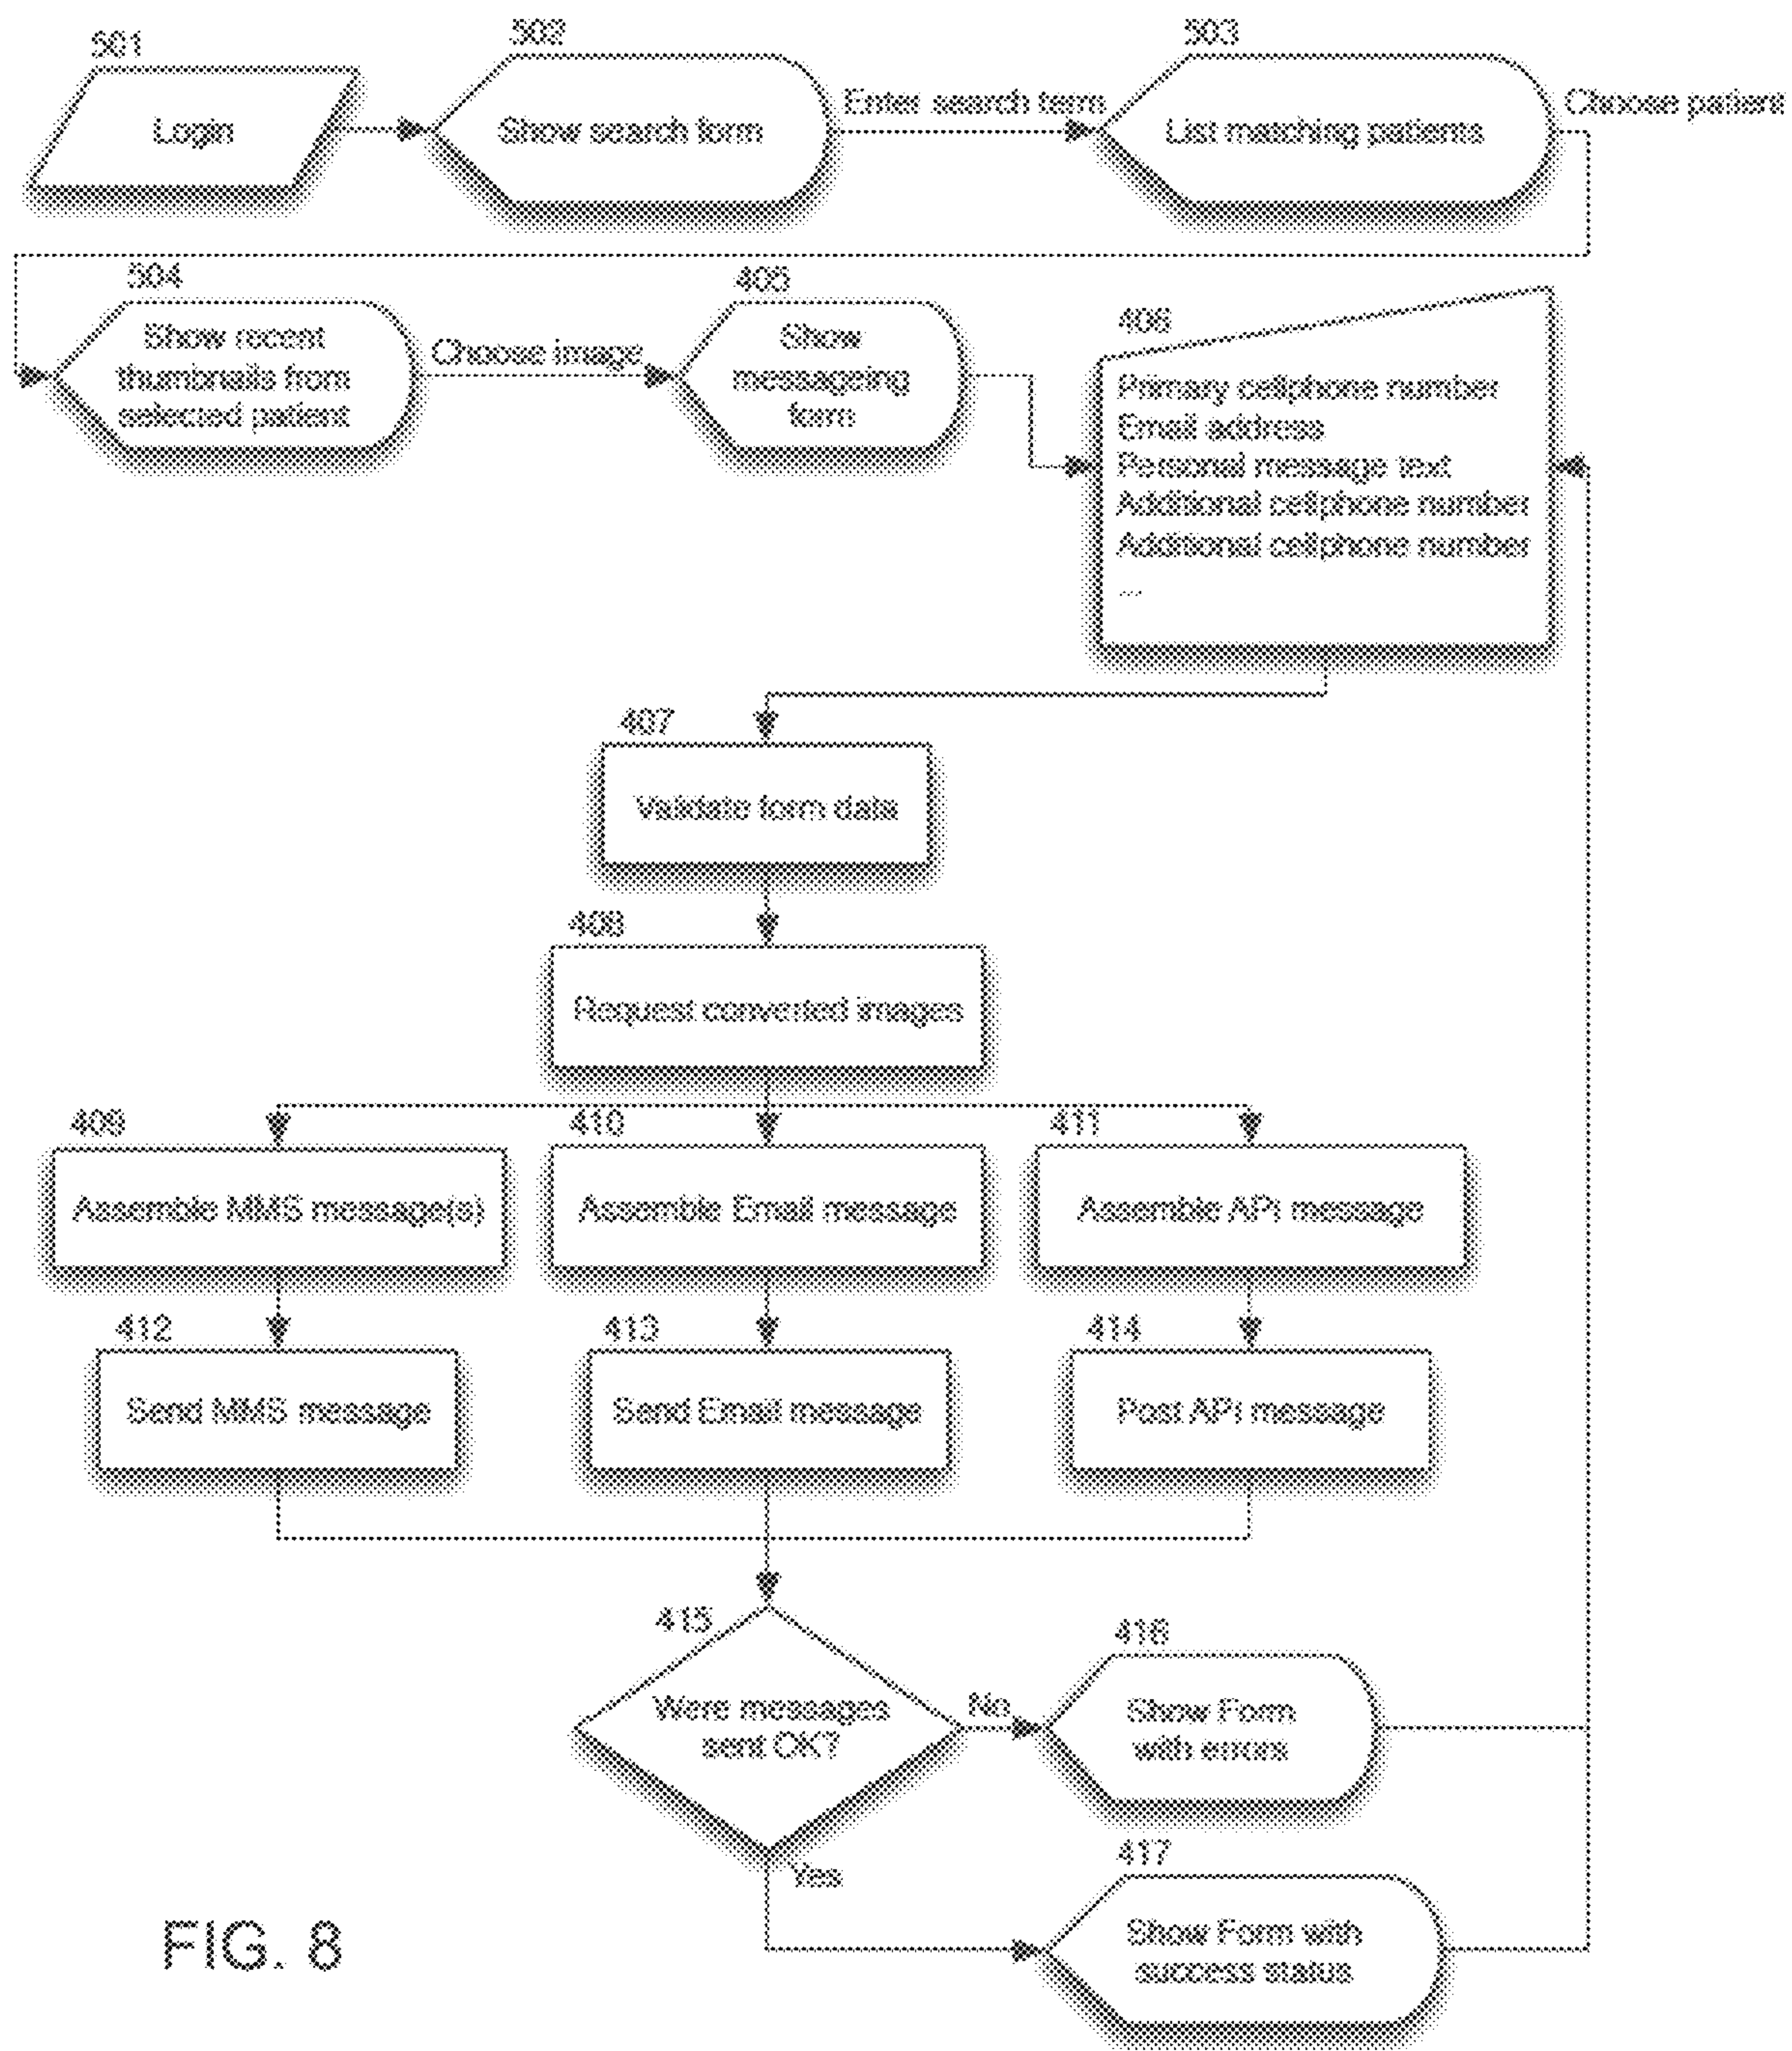 501
Login
502
Show search form
Enter search term
503
List matching patients
Choose patient
504
Show recent
thumbnails from
selected patient
Choose image
405
Show
messageing
form
406
Primary cellphone number
Email address
Personal message text
Additional cellphone number
Additional cellphone number
...
407
Validate form data
408
Request converted images
409
Assemble MMS message(s)
410
Assemble Email message
411
Assemble API message
412
Send MMS message
413
Send Email message
414
Post API message
415
Were messages
sent OK?
No
416
Show Form
with errors
Yes
417
Show Form with
success status
FIG. 8